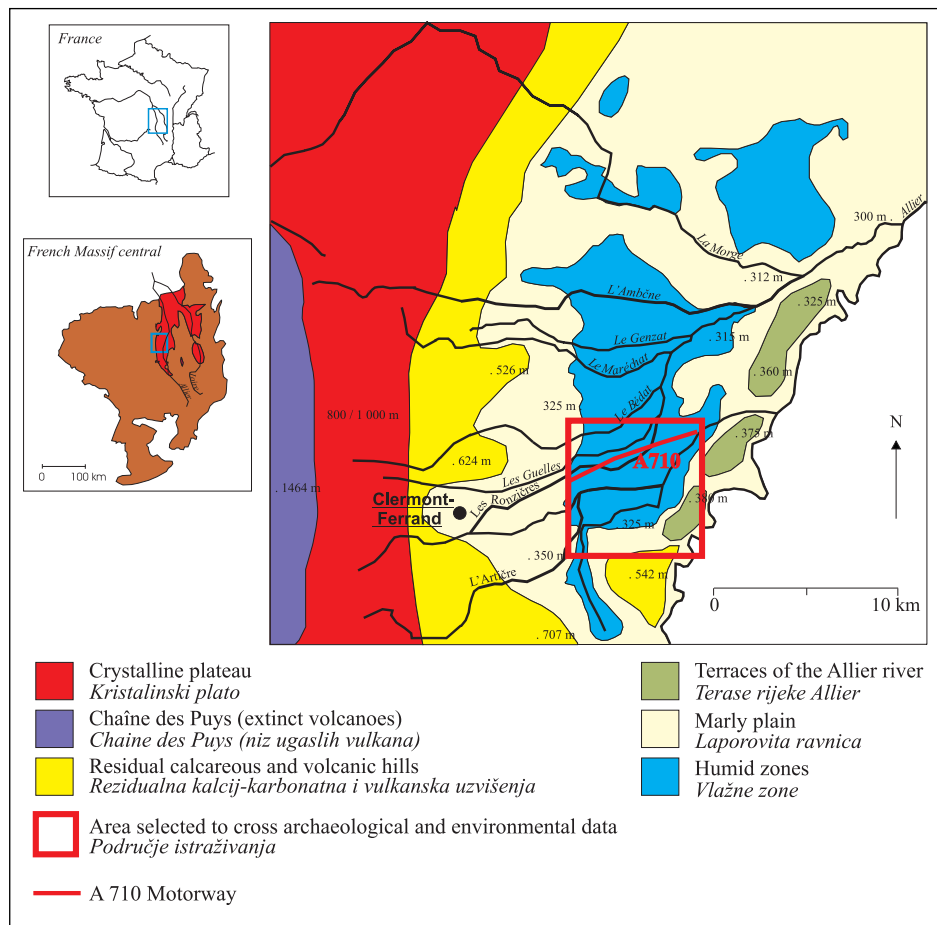 France
French Massif central
Allier
Loire
0 100 km
300 m .
Allier
La Morge
. 312 m
. 325 m
L'Ambčne
Le Genzat
. 315 m
Le Maréchat
. 526 m
. 360 m
325 m
Le Bédat
800 / 1 000 m
. 375 m
N
A710
. 624 m
Les Guelles
. 1464 m
Les Ronzičres
. 380 m
Clermont-
Ferrand
. 325 m
. 350 m
. 542 m
L'Artičre
0 10 km
. 707 m
Crystalline plateau
Kristalinski plato
Chaîne des Puys (extinct volcanoes)
Chaine des Puys (niz ugaslih vulkana)
Residual calcareous and volcanic hills
Rezidualna kalcij-karbonatna i vulkanska uzvišenja
Area selected to cross archaeological and environmental data
Područje istraživanja
A 710 Motorway
Terraces of the Allier river
Terase rijeke Allier
Marly plain
Laporovita ravnica
Humid zones
Vlažne zone